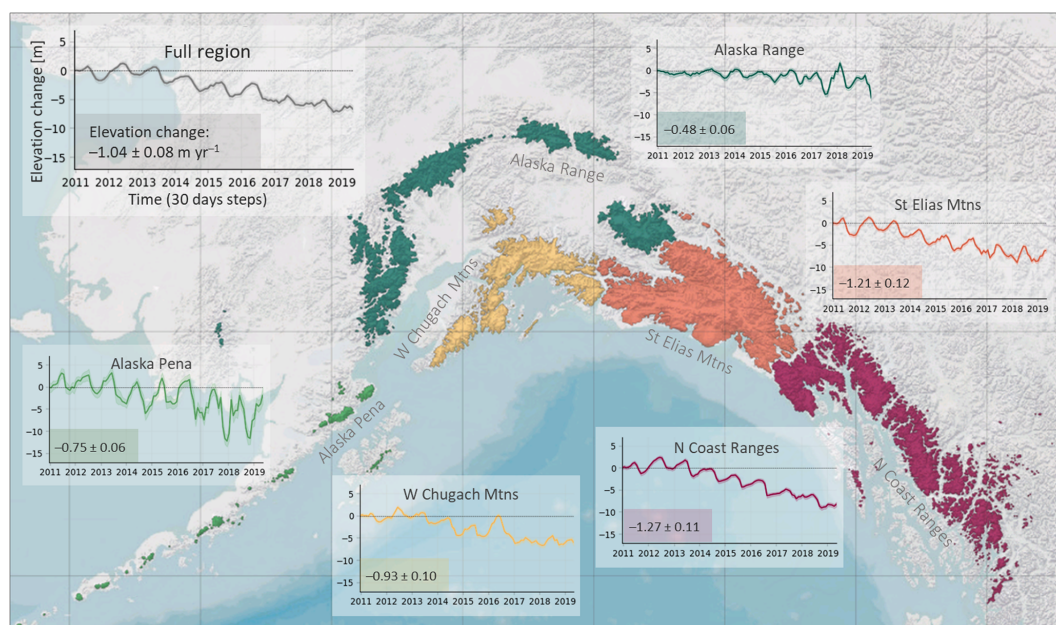 Full region
Elevation change [m]
5
0
−5
−10
−15
Elevation change:
−1.04 ± 0.08 m yr⁻¹
2011 2012 2013 2014 2015 2016 2017 2018 2019
Time (30 days steps)
Alaska Range
5
0
−5
−10
−15
−0.48 ± 0.06
2011 2012 2013 2014 2015 2016 2017 2018 2019
Alaska Range
St Elias Mtns
5
0
−5
−10
−15
−1.21 ± 0.12
2011 2012 2013 2014 2015 2016 2017 2018 2019
W Chugach Mtns
St Elias Mtns
Alaska Pena
5
0
−5
−10
−15
−0.75 ± 0.06
2011 2012 2013 2014 2015 2016 2017 2018 2019
Alaska Pena
N Coast Ranges
5
0
−5
−10
−15
−1.27 ± 0.11
2011 2012 2013 2014 2015 2016 2017 2018 2019
N Coast Ranges
W Chugach Mtns
5
0
−5
−10
−15
−0.93 ± 0.10
2011 2012 2013 2014 2015 2016 2017 2018 2019